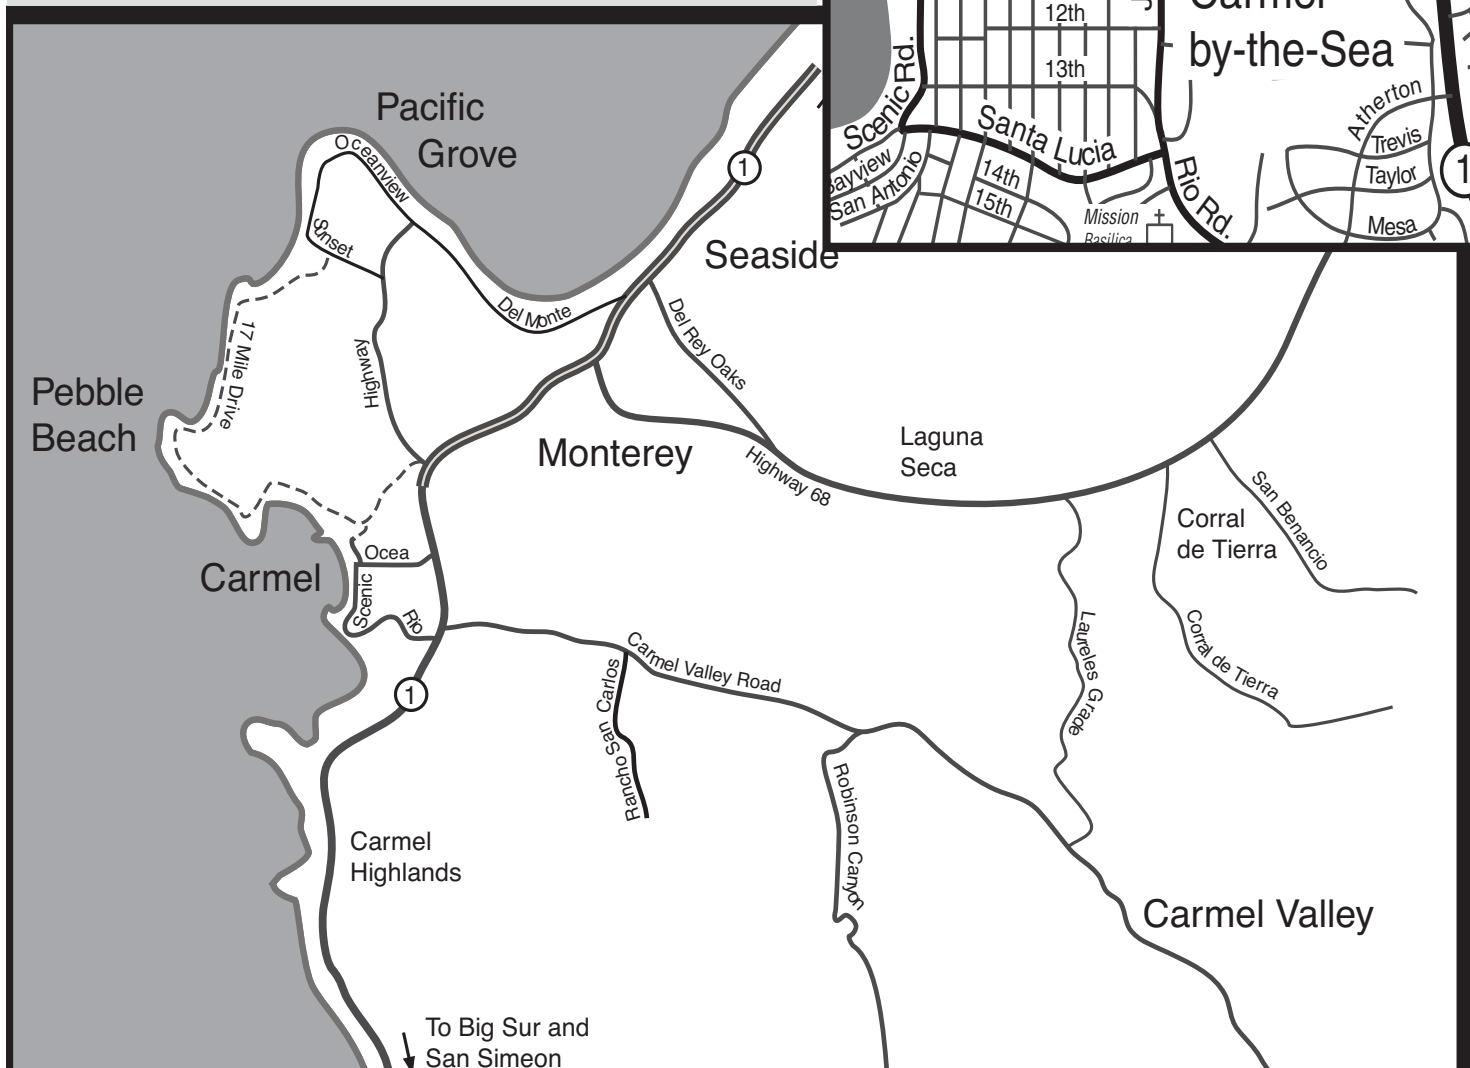 12th
by-the-Sea
13th
Scenic Rd.
Santa Lucia
Atherton
Trevis
Taylor
Mesa
1
San Antonio
14th
15th
Mission
Rio Rd.
Pacific
Grove
Oceanview
Sunset
1
Seaside
Del Monte
Del Rey Oaks
17 Mile Drive
Highway
Pebble
Beach
Monterey
Highway 68
Laguna
Seca
San Benancio
Corral
de Tierra
Ocea
Carmel
Scenic
Rio
Carmel Valley Road
Laureles Grade
Corral de Tierra
1
Rancho San Carlos
Robinson Canyon
Carmel
Highlands
Carmel Valley
To Big Sur and
San Simeon